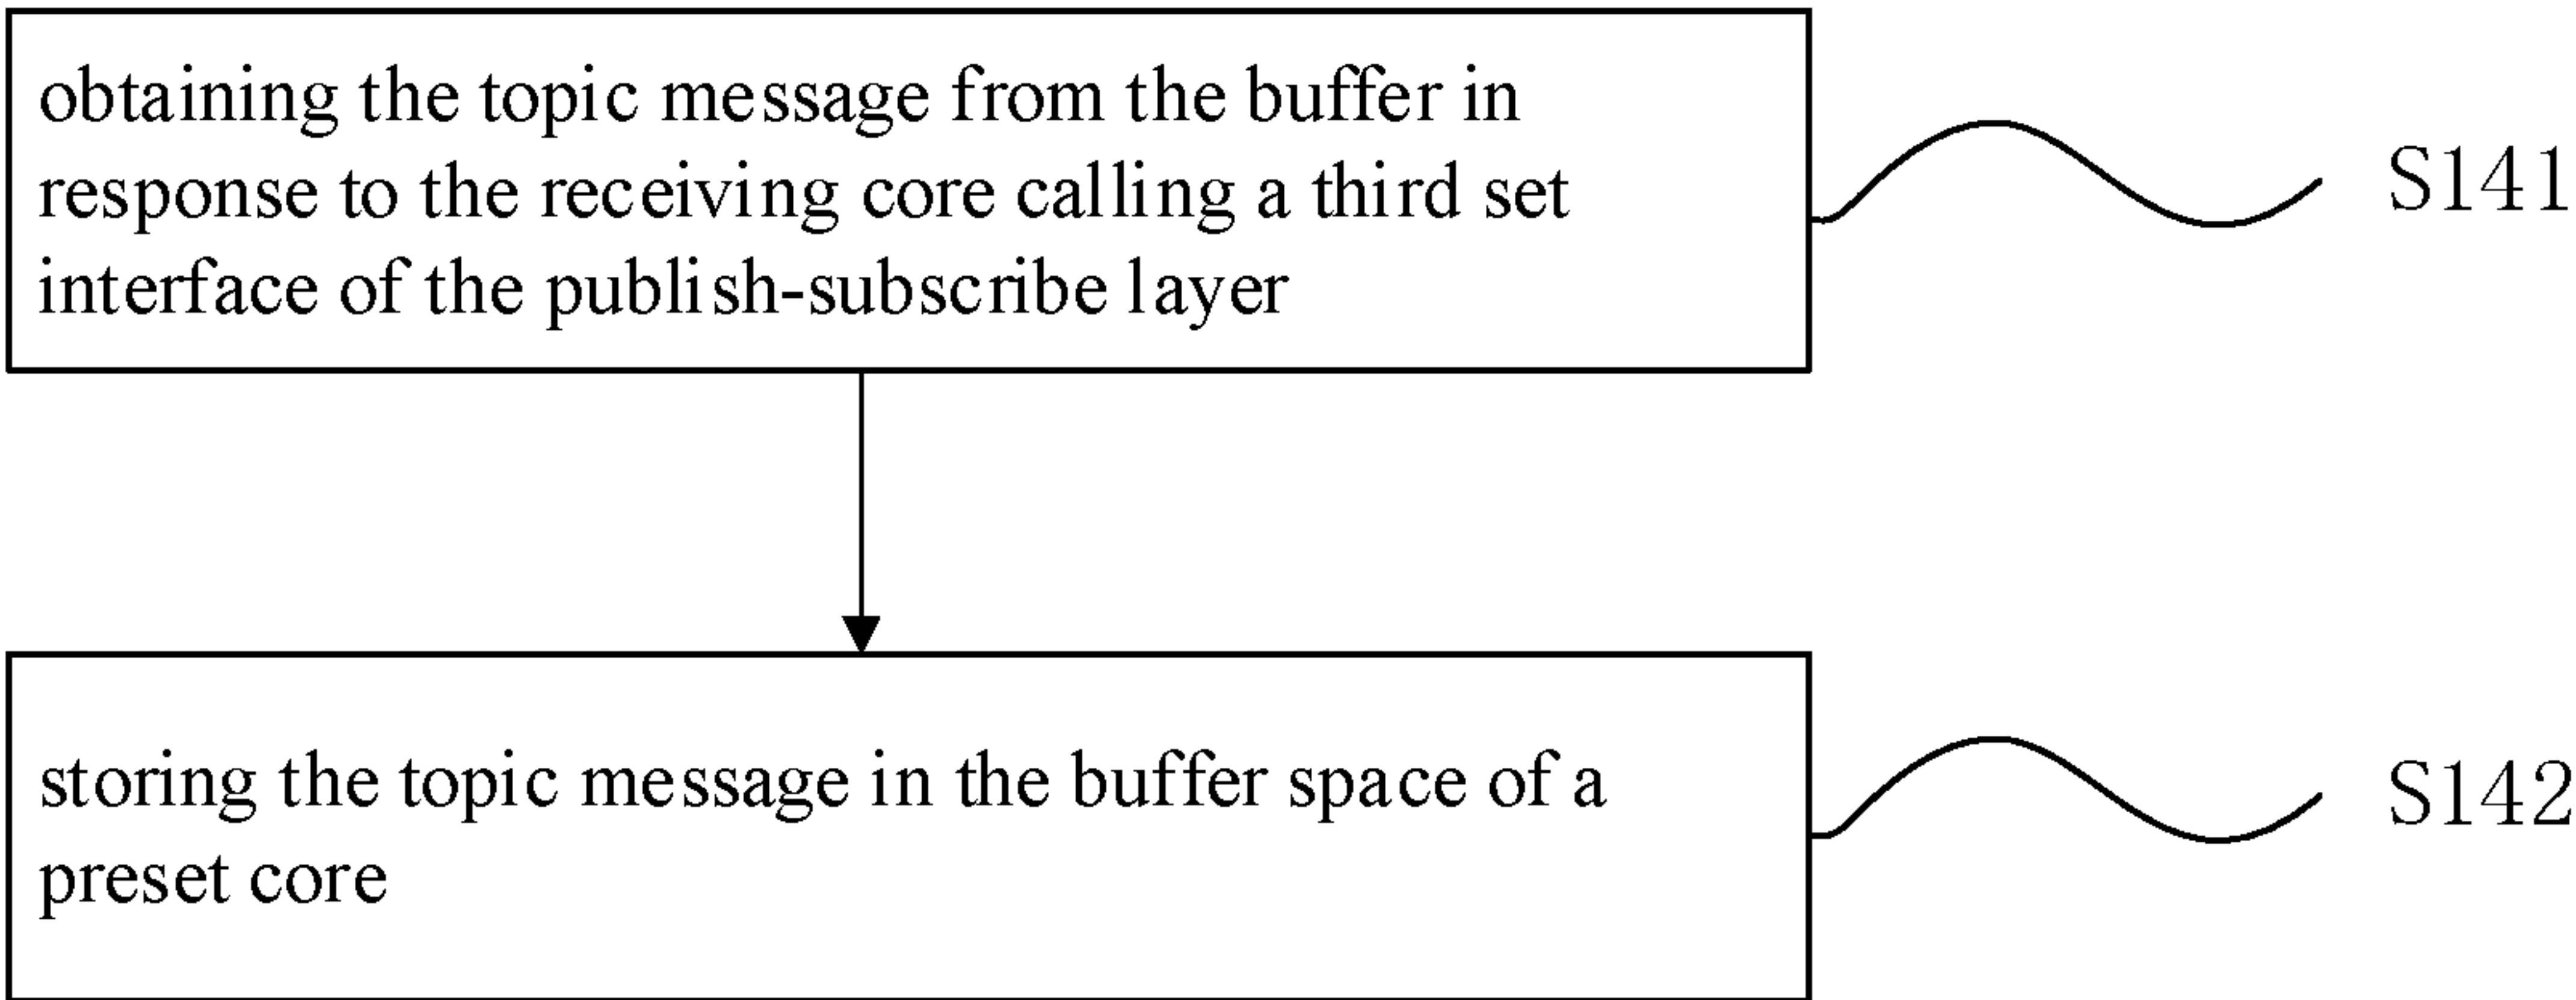 obtaining the topic message from the buffer in
response to the receiving core calling a third set
interface of the publish-subscribe layer
S141
storing the topic message in the buffer space of a
preset core
S142